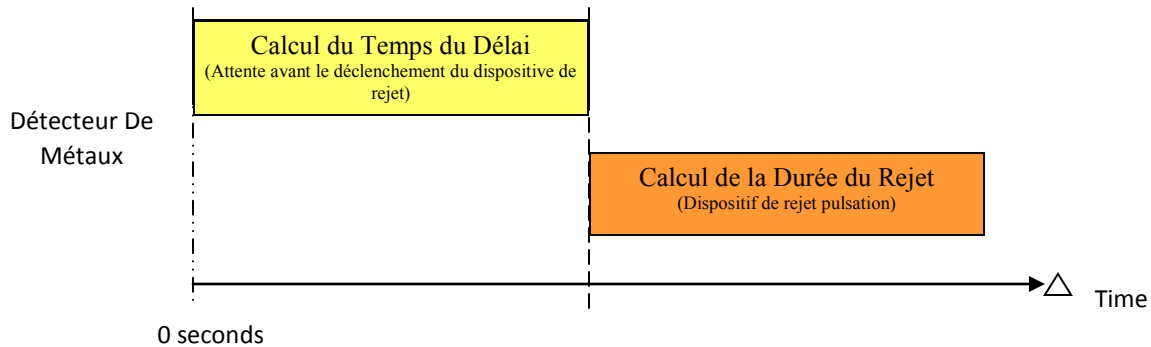 Calcul du Temps du Délai
(Attente avant le déclenchement du dispositive de
rejet)
Détecteur De
Métaux
Calcul de la Durée du Rejet
(Dispositif de rejet pulsation)
Time
0 seconds